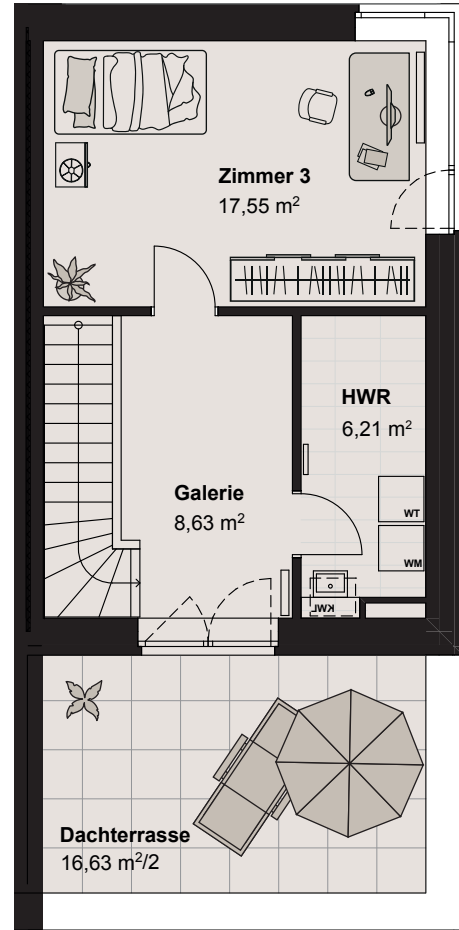 Zimmer 3
17,55 m²
HWR
6,21 m²
Galerie
8,63 m²
WT
WM
KWL
Dachterrasse
16,63 m²/2